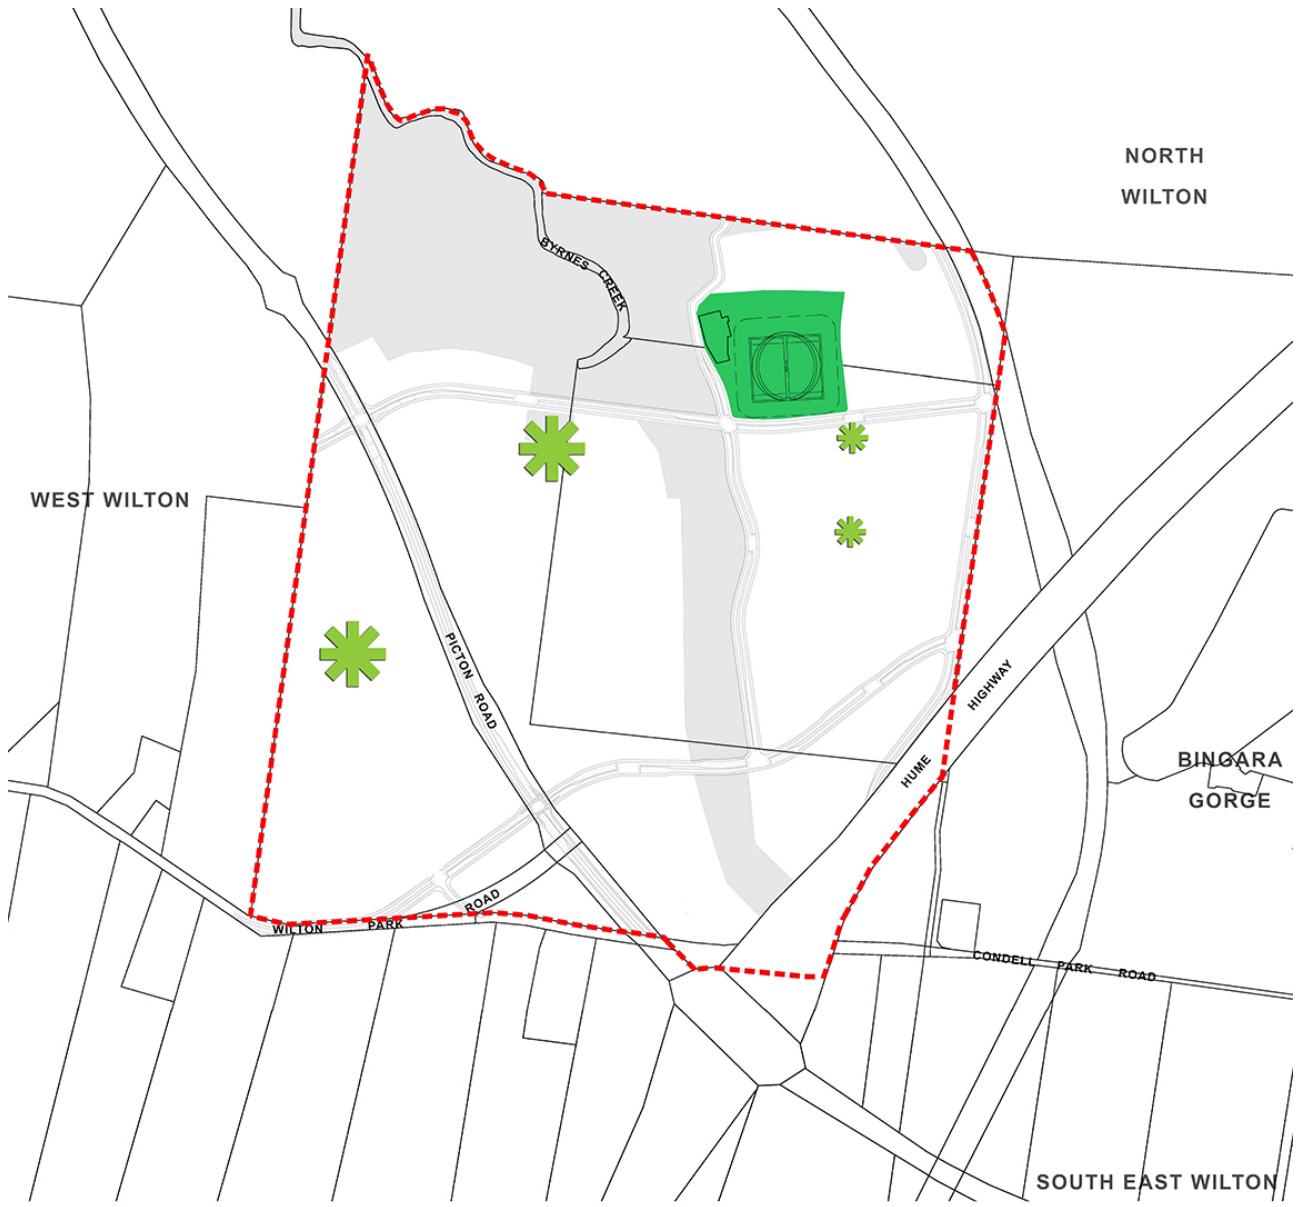 NORTH
WILTON
BYRNES CREEK
WEST WILTON
PICTON ROAD
HUME HIGHWAY
BINGARA
GORGE
WILTON PARK ROAD
CONDELL PARK ROAD
SOUTH EAST WILTON